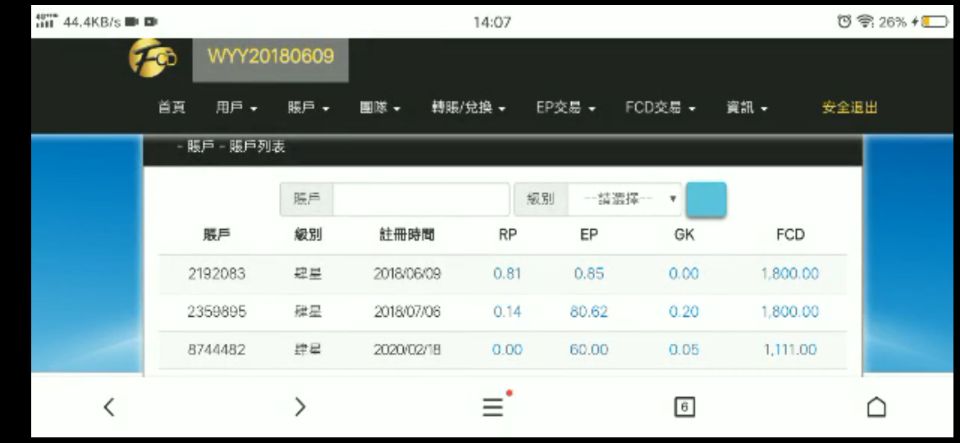 44.4KB/s 14:07 26%
FCD WYY20180609
首頁 用戶 賬戶 團隊 轉賬/兌換 EP交易 FCD交易 資訊 安全退出
- 賬戶 - 賬戶列表
賬戶 級別 --請選擇--
賬戶 級別 註冊時間 RP EP GK FCD
2192083 肆星 2018/06/09 0.81 0.85 0.00 1,800.00
2359895 肆星 2018/07/06 0.14 80.62 0.20 1,800.00
8744482 肆星 2020/02/18 0.00 60.00 0.05 1,111.00
6